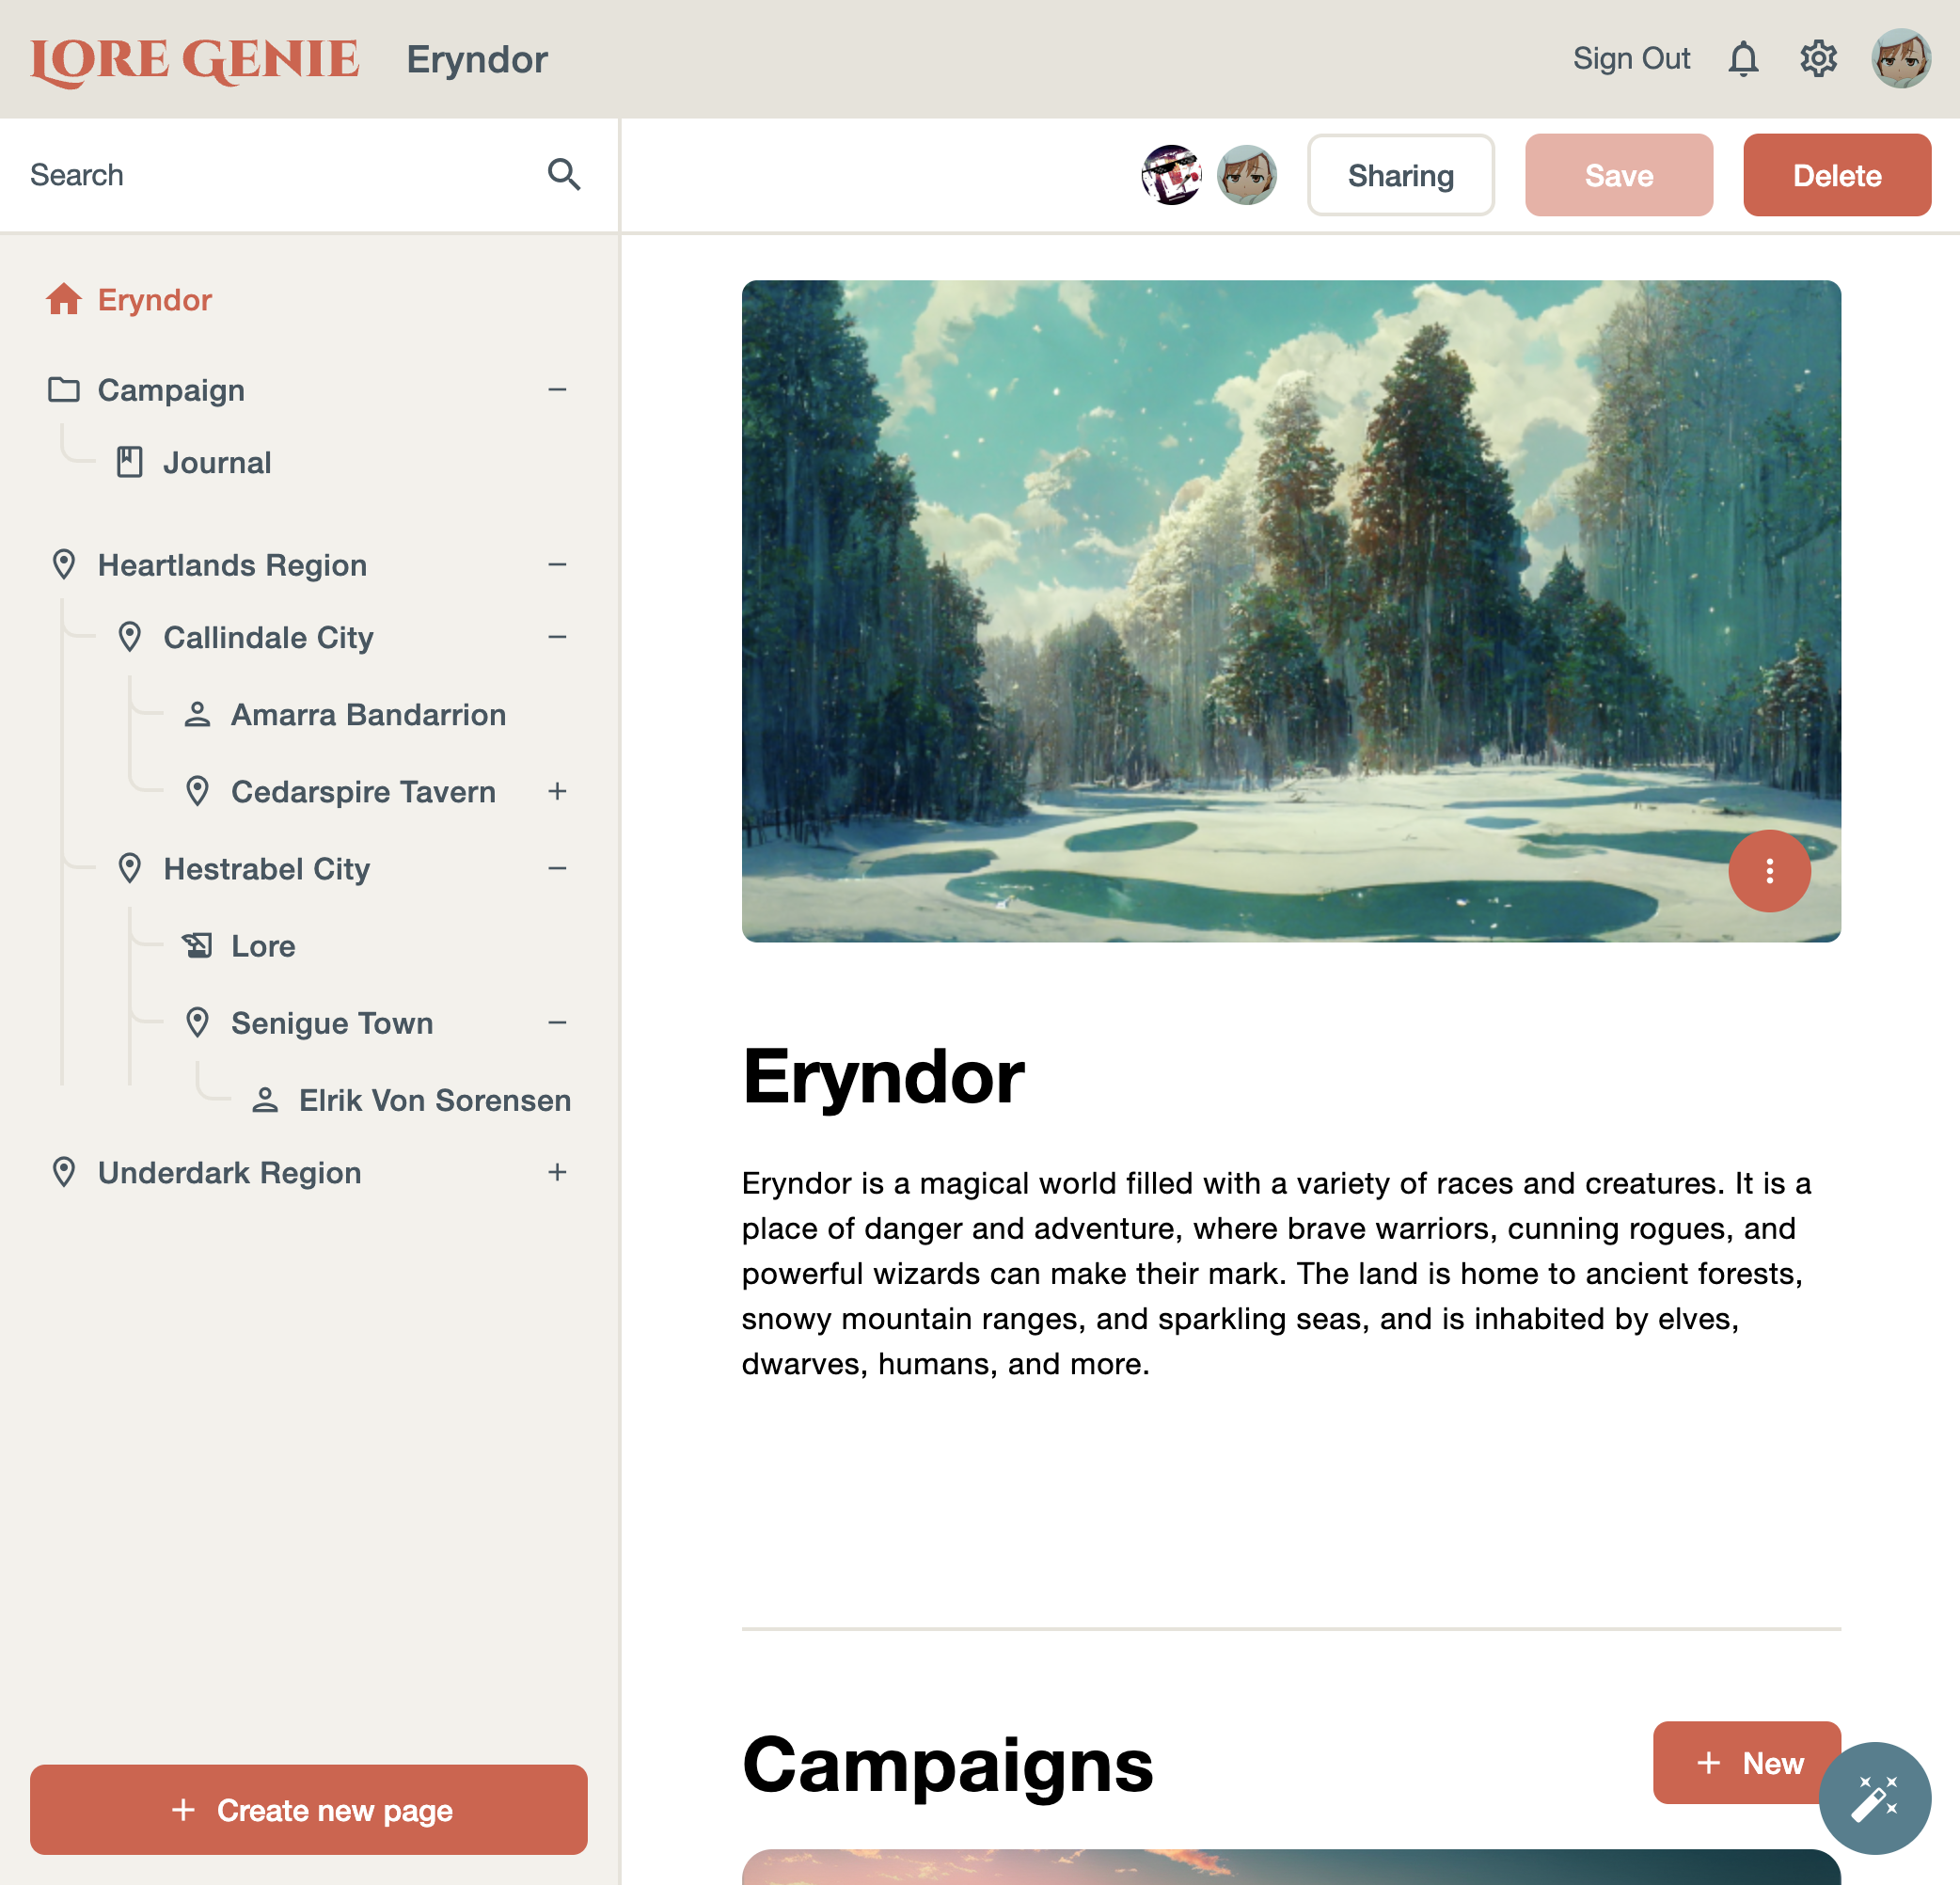 LORE GENIE
Eryndor
Sign Out
Search
Sharing
Save
Delete
Eryndor
Campaign
Journal
Heartlands Region
Callindale City
Amarra Bandarrion
Cedarspire Tavern
Hestrabel City
Lore
Senigue Town
Elrik Von Sorensen
Underdark Region
Create new page
Eryndor
Eryndor is a magical world filled with a variety of races and creatures. It is a
place of danger and adventure, where brave warriors, cunning rogues, and
powerful wizards can make their mark. The land is home to ancient forests,
snowy mountain ranges, and sparkling seas, and is inhabited by elves,
dwarves, humans, and more.
Campaigns
New